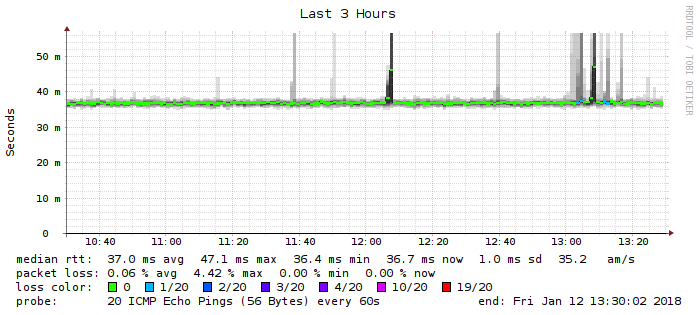 Last 3 Hours
RRDTOOL / TOBI OETIKER
Seconds
50 m
40 m
30 m
20 m
10 m
0
10:40 11:00 11:20 11:40 12:00 12:20 12:40 13:00 13:20
median rtt: 37.0 ms avg 47.1 ms max 36.4 ms min 36.7 ms now 1.0 ms sd 35.2 am/s
packet loss: 0.06 % avg 4.42 % max 0.00 % min 0.00 % now
loss color: 0 1/20 2/20 3/20 4/20 10/20 19/20
probe: 20 ICMP Echo Pings (56 Bytes) every 60s end: Fri Jan 12 13:30:02 2018